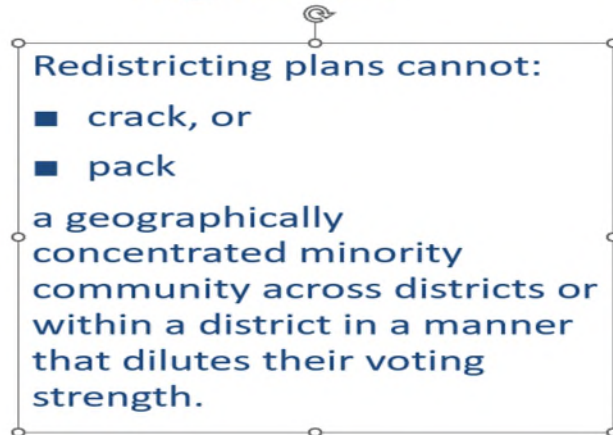 Redistricting plans cannot:
■ crack, or
■ pack
a geographically
concentrated minority
community across districts or
within a district in a manner
that dilutes their voting
strength.